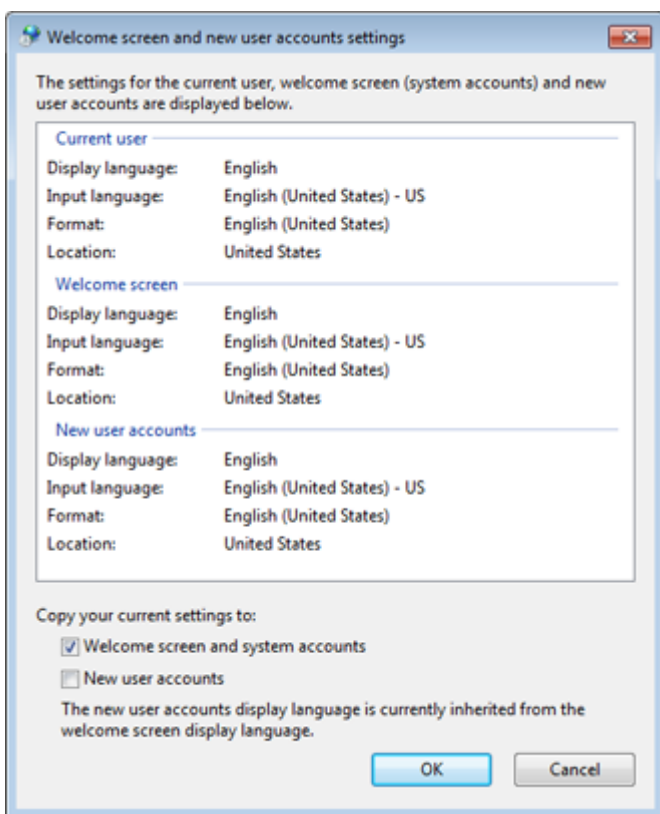 Welcome screen and new user accounts settings
The settings for the current user, welcome screen (system accounts) and new
user accounts are displayed below.
Current user
Display language: English
Input language: English (United States) - US
Format: English (United States)
Location: United States
Welcome screen
Display language: English
Input language: English (United States) - US
Format: English (United States)
Location: United States
New user accounts
Display language: English
Input language: English (United States) - US
Format: English (United States)
Location: United States
Copy your current settings to:
Welcome screen and system accounts
New user accounts
The new user accounts display language is currently inherited from the
welcome screen display language.
OK Cancel